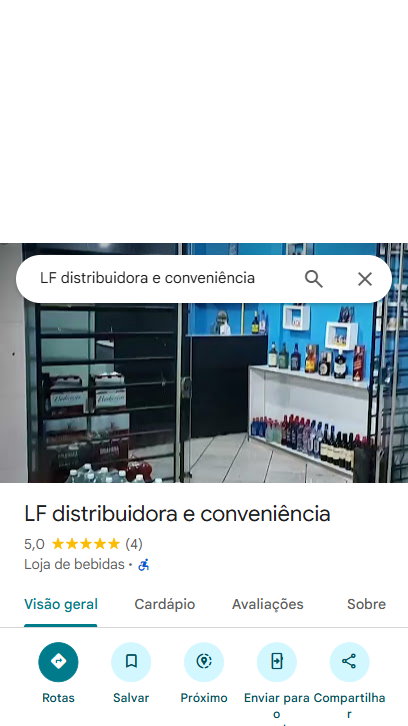 LF distribuidora e conveniência
LF distribuidora e conveniência
5,0 (4)
Loja de bebidas •
Visão geral Cardápio Avaliações Sobre
Rotas Salvar Próximo Enviar para o Compartilhar